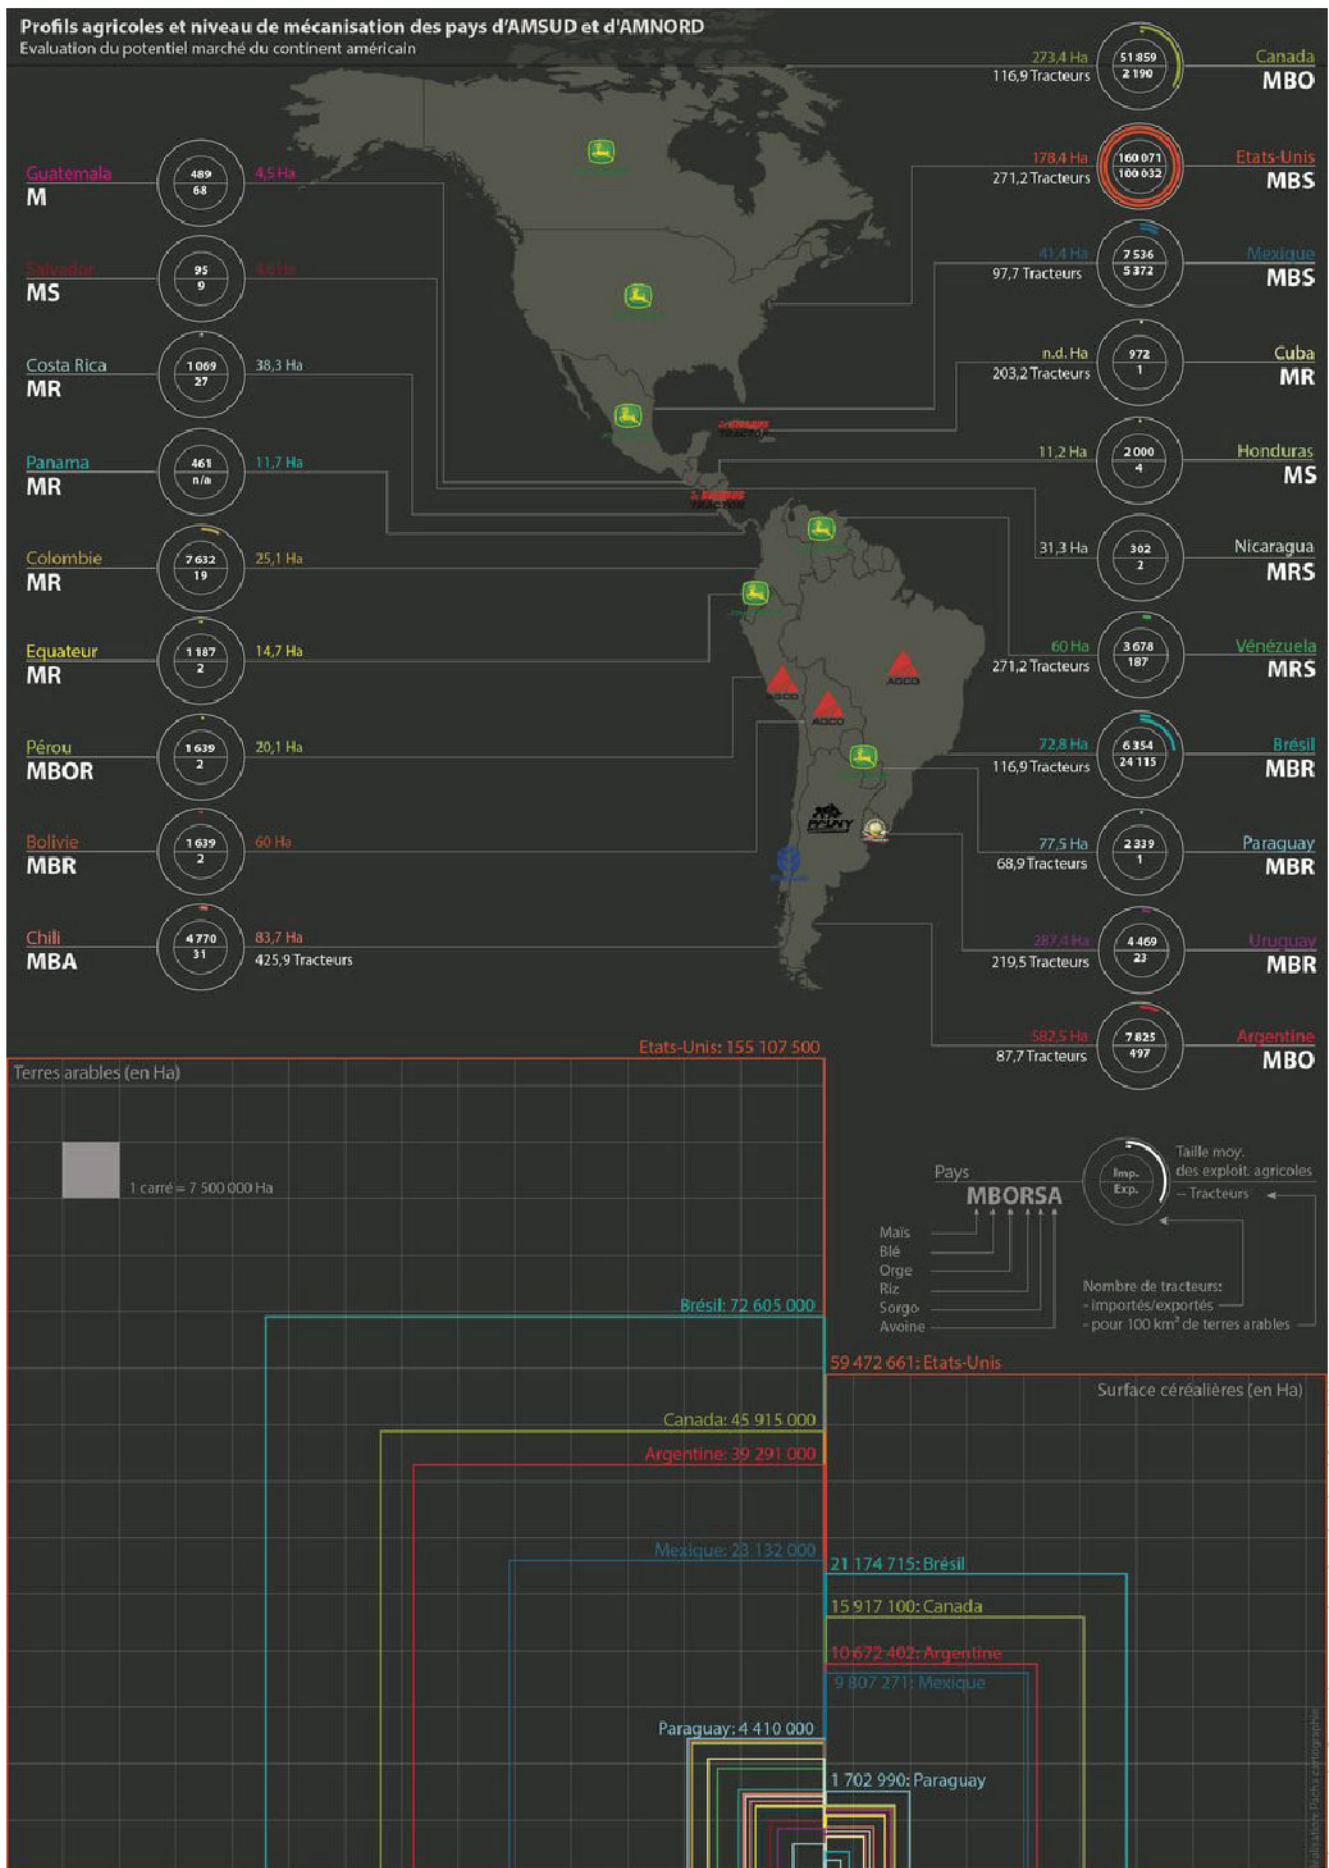 Profils agricoles et niveau de mécanisation des pays d'AMSUD et d'AMNORD
Evaluation du potentiel marché du continent américain
Guatemala
M
489
68
4,5 Ha
Salvador
MS
95
9
Costa Rica
MR
1 069
27
38,3 Ha
Panama
MR
461
n/a
11,7 Ha
Colombie
MR
7 632
19
25,1 Ha
Equateur
MR
1 187
2
14,7 Ha
Pérou
MBOR
1 639
2
20,1 Ha
Bolivie
MBR
1 639
2
60 Ha
Chili
MBA
4 770
31
83,7 Ha
425,9 Tracteurs
273,4 Ha
116,9 Tracteurs
51 859
2 190
Canada
MBO
178,4 Ha
271,2 Tracteurs
160 071
100 032
Etats-Unis
MBS
41,4 Ha
97,7 Tracteurs
7 536
5 372
Mexique
MBS
n.d. Ha
203,2 Tracteurs
972
1
Cuba
MR
11,2 Ha
2 000
4
Honduras
MS
31,3 Ha
302
2
Nicaragua
MRS
60 Ha
271,2 Tracteurs
3 678
187
Vénézuela
MRS
72,8 Ha
116,9 Tracteurs
6 354
24 115
Brésil
MBR
77,5 Ha
68,9 Tracteurs
2 339
1
Paraguay
MBR
287,4 Ha
219,5 Tracteurs
4 469
23
Uruguay
MBR
582,5 Ha
87,7 Tracteurs
7 825
497
Argentine
MBO
TRACTOR
TRACTOR
AGCO
AGCO
AGCO
PAUNY
Etats-Unis: 155 107 500
Terres arables (en Ha)
1 carré = 7 500 000 Ha
Brésil: 72 605 000
Canada: 45 915 000
Argentine: 39 291 000
Mexique: 23 132 000
Paraguay: 4 410 000
Pays
MBORSA
Imp.
Exp.
Taille moy.
des exploit. agricoles
-- Tracteurs
Maïs
Blé
Orge
Riz
Sorgo
Avoine
Nombre de tracteurs:
- importés/exportés
- pour 100 km² de terres arables
59 472 661: Etats-Unis
Surface céréalières (en Ha)
21 174 715: Brésil
15 917 100: Canada
10 672 402: Argentine
9 807 271: Mexique
1 702 990: Paraguay
Réalisation: Pacha cartographie